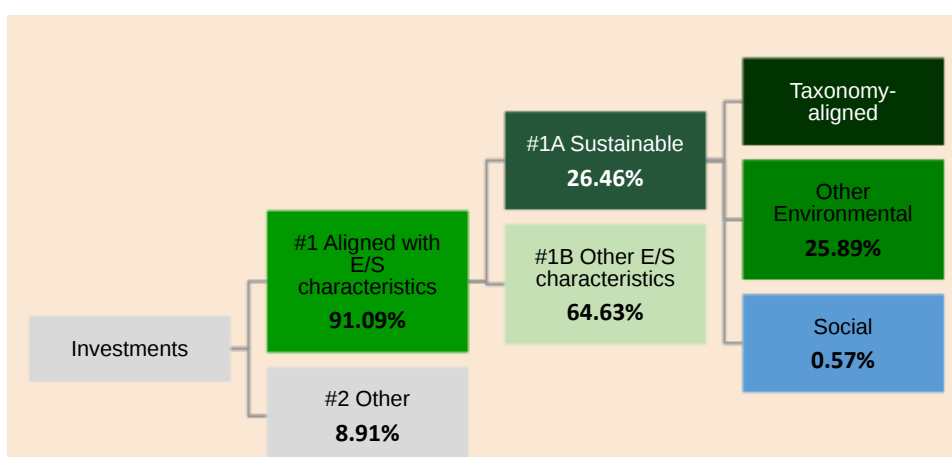 Investments
#1 Aligned with
E/S
characteristics
91.09%
#2 Other
8.91%
#1A Sustainable
26.46%
#1B Other E/S
characteristics
64.63%
Taxonomy-
aligned
Other
Environmental
25.89%
Social
0.57%